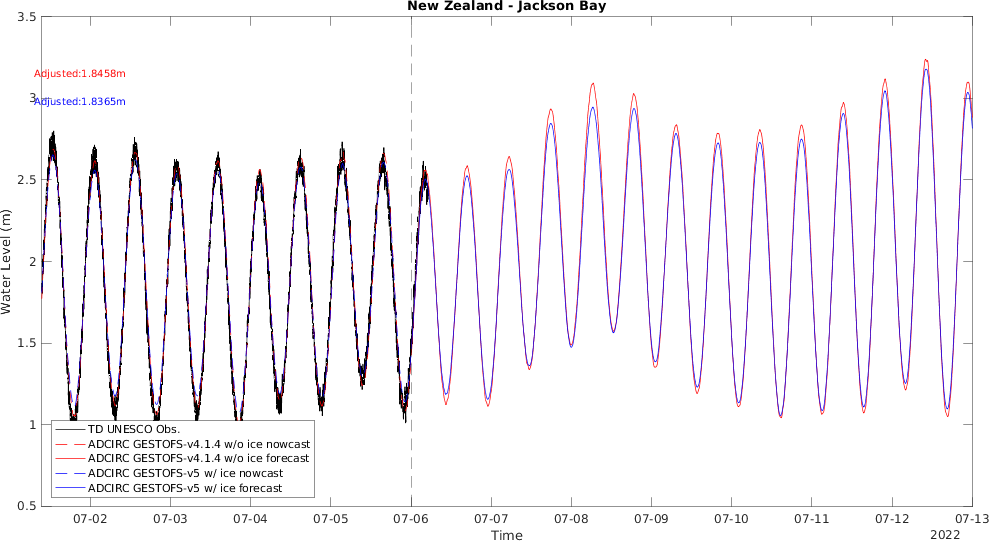 New Zealand - Jackson Bay
3.5
Adjusted:1.8458m
3
Adjusted:1.8365m
2.5
2
1.5
1
0.5
Water Level (m)
TD UNESCO Obs.
ADCIRC GESTOFS-v4.1.4 w/o ice nowcast
ADCIRC GESTOFS-v4.1.4 w/o ice forecast
ADCIRC GESTOFS-v5 w/ ice nowcast
ADCIRC GESTOFS-v5 w/ ice forecast
07-02 07-03 07-04 07-05 07-06 07-07 07-08 07-09 07-10 07-11 07-12 07-13
Time
2022